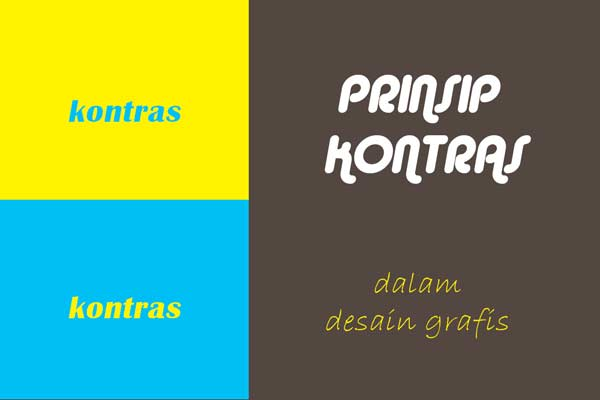 kontras
kontras
PRINSIP
KONTRAS
dalam
desain grafis